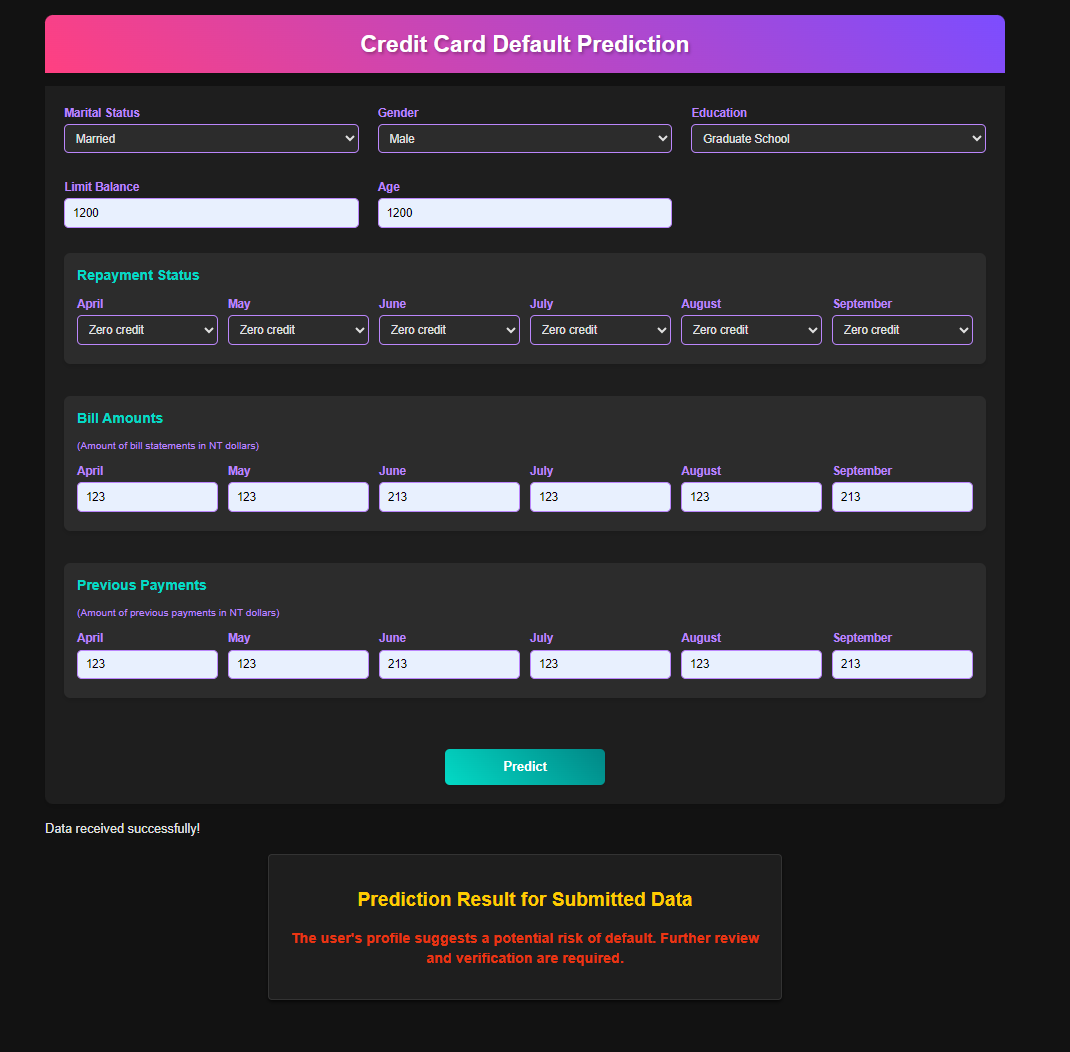 Credit Card Default Prediction
Marital Status Gender Education
Married Male Graduate School
Limit Balance Age
1200 1200
Repayment Status
April May June July August September
Zero credit Zero credit Zero credit Zero credit Zero credit Zero credit
Bill Amounts
(Amount of bill statements in NT dollars)
April May June July August September
123 123 213 123 123 213
Previous Payments
(Amount of previous payments in NT dollars)
April May June July August September
123 123 213 123 123 213
Predict
Data received successfully!
Prediction Result for Submitted Data
The user's profile suggests a potential risk of default. Further review
and verification are required.